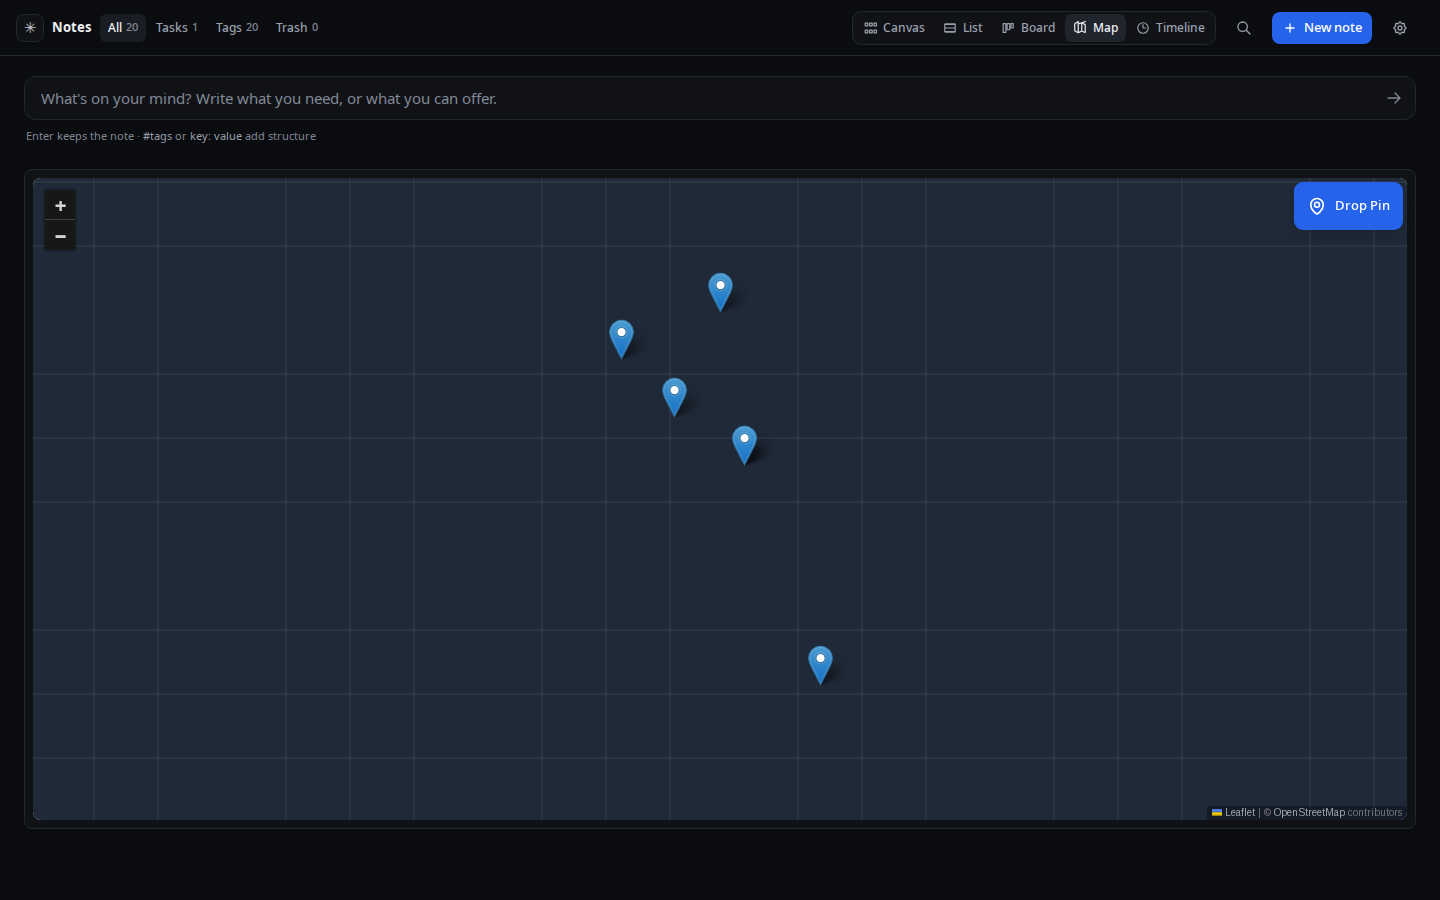 Notes All 20 Tasks 1 Tags 20 Trash 0 Canvas List Board Map Timeline New note
What's on your mind? Write what you need, or what you can offer.
Enter keeps the note · #tags or key: value add structure
+
−
Drop Pin
Leaflet | © OpenStreetMap contributors